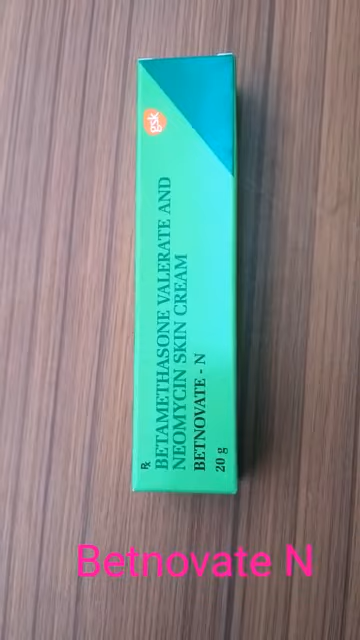 gsk
℞
BETAMETHASONE VALERATE AND
NEOMYCIN SKIN CREAM
BETNOVATE - N
20 g
Betnovate N